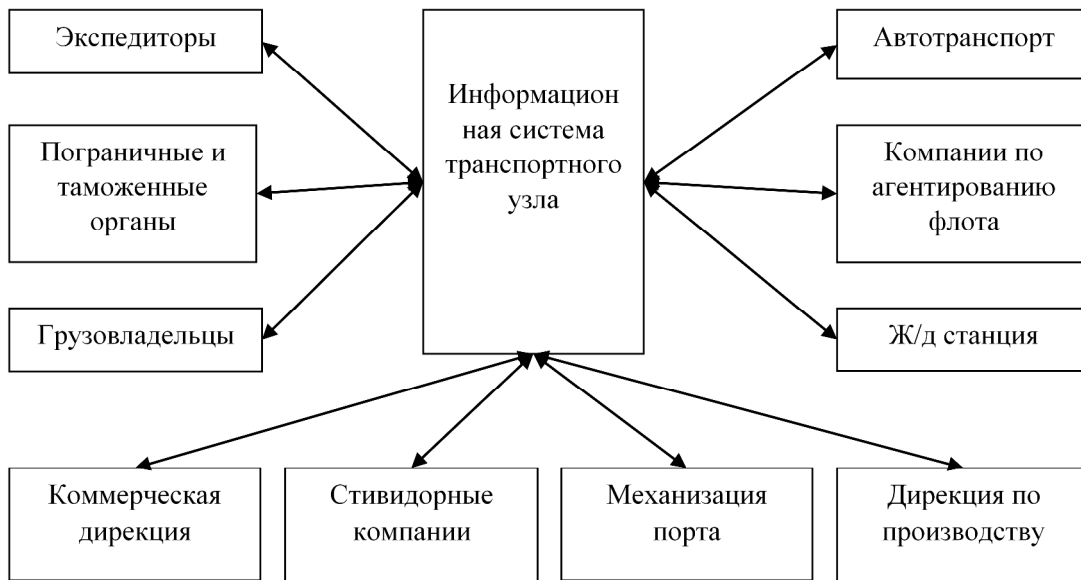 Экспедиторы
Пограничные и
таможенные
органы
Грузовладельцы
Информацион
ная система
транспортного
узла
Автотранспорт
Компании по
агентированию
флота
Ж/д станция
Коммерческая
дирекция
Стивидорные
компании
Механизация
порта
Дирекция по
производству